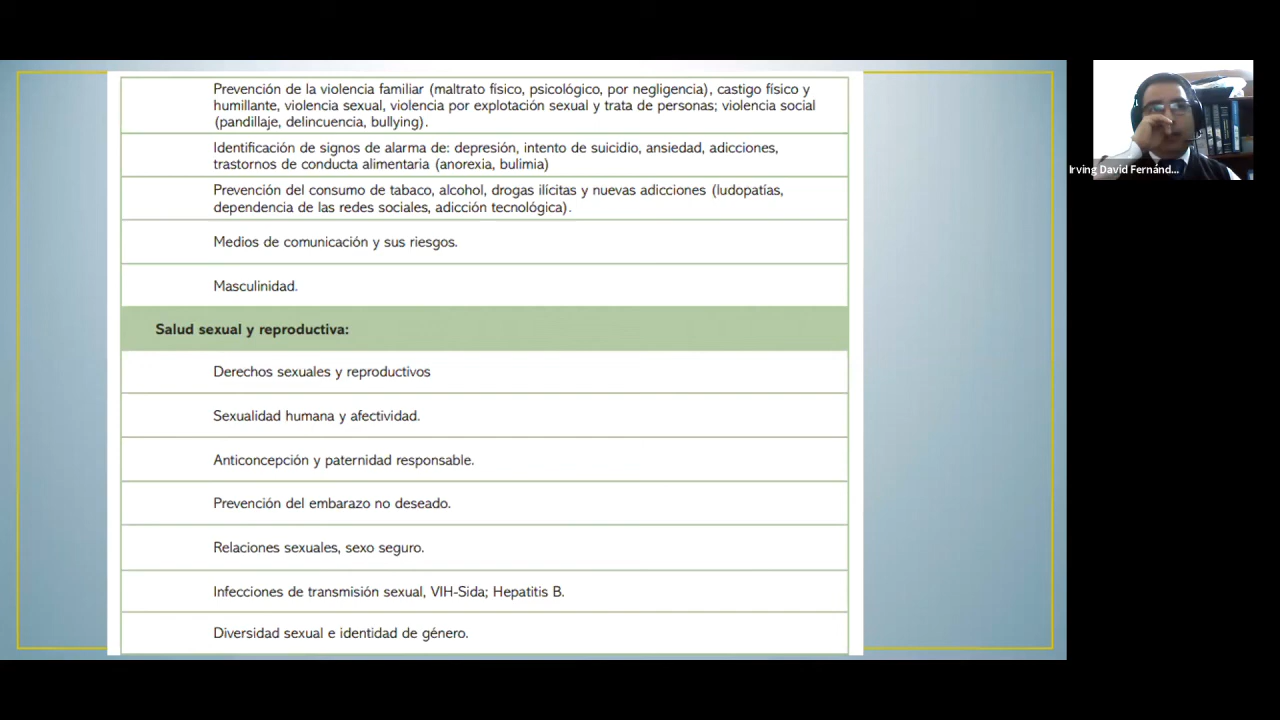 Prevención de la violencia familiar (maltrato físico, psicológico, por negligencia), castigo físico y
humillante, violencia sexual, violencia por explotación sexual y trata de personas; violencia social
(pandillaje, delincuencia, bullying).
Identificación de signos de alarma de: depresión, intento de suicidio, ansiedad, adicciones,
trastornos de conducta alimentaria (anorexia, bulimia)
Prevención del consumo de tabaco, alcohol, drogas ilícitas y nuevas adicciones (ludopatías,
dependencia de las redes sociales, adicción tecnológica).
Medios de comunicación y sus riesgos.
Masculinidad.
Salud sexual y reproductiva:
Derechos sexuales y reproductivos
Sexualidad humana y afectividad.
Anticoncepción y paternidad responsable.
Prevención del embarazo no deseado.
Relaciones sexuales, sexo seguro.
Infecciones de transmisión sexual, VIH-Sida; Hepatitis B.
Diversidad sexual e identidad de género.
Irving David Fernánd...